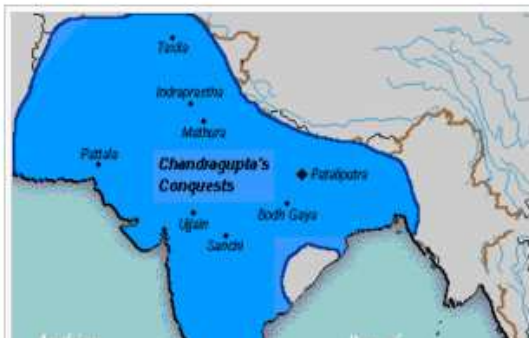 Taxila
Indraprastha
Mathura
Pattala
Chandragupta's
Conquests
Pataliputra
Bodh Gaya
Ujjain
Sanchi